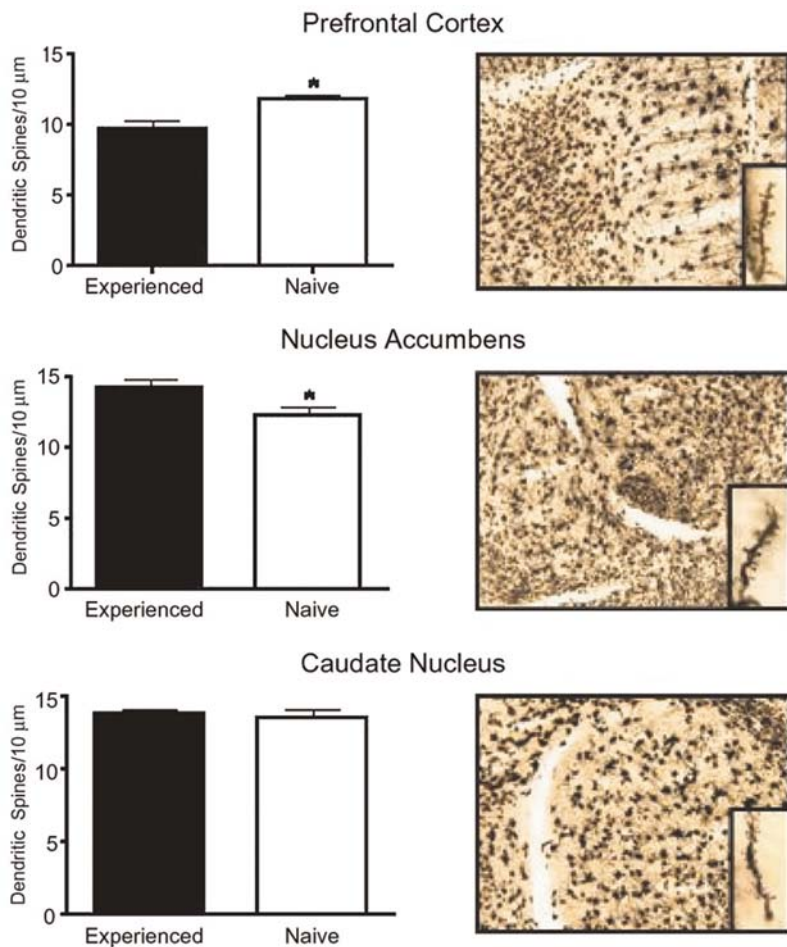 Prefrontal Cortex
Dendritic Spines/10 μm
15
10
5
0
*
Experienced
Naive
Nucleus Accumbens
Dendritic Spines/10 μm
15
10
5
0
*
Experienced
Naive
Caudate Nucleus
Dendritic Spines/10 μm
15
10
5
0
Experienced
Naive